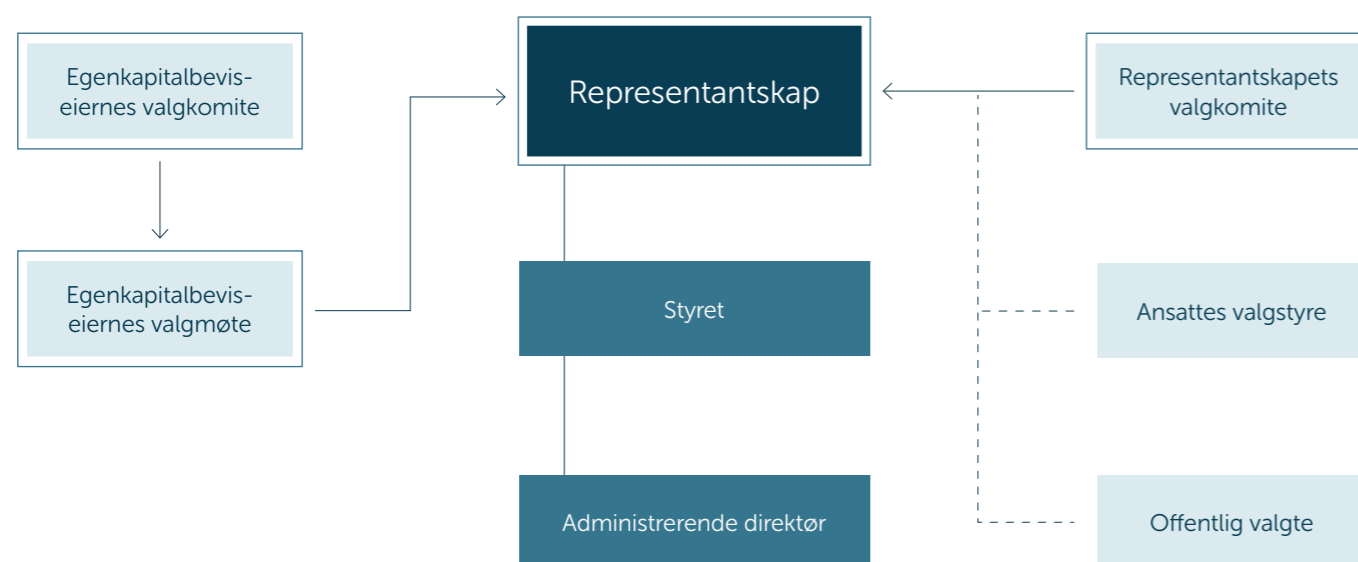 Egenkapitalbevis-
eiernes valgkomite
Representantskap
Representantskapets
valgkomite
Egenkapitalbevis-
eiernes valgmøte
Styret
Ansattes valgstyre
Administrerende direktør
Offentlig valgte